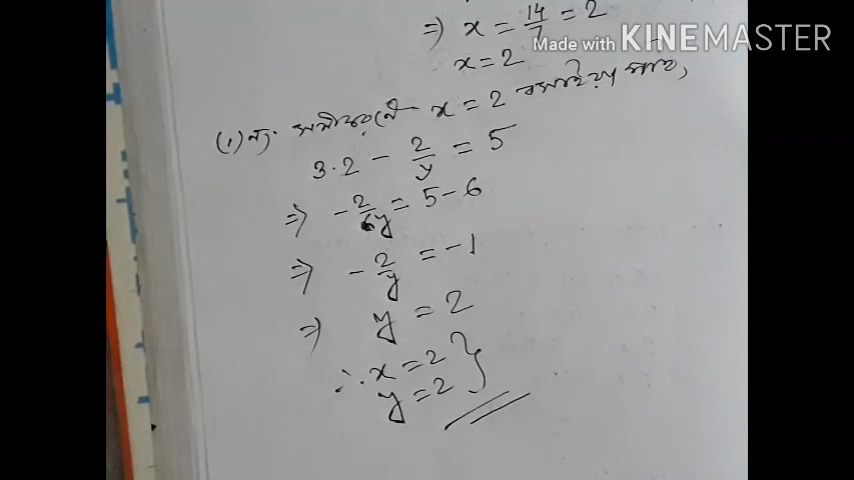 ⇒ x = 14/7 = 2
Made with KINEMASTER
x = 2
(১) নং সমীকরণে x = 2 বসাইয়া পাই,
3·2 - 2/y = 5
⇒ -2/y = 5 - 6
⇒ -2/y = -1
⇒ y = 2
∴ x = 2 }
y = 2